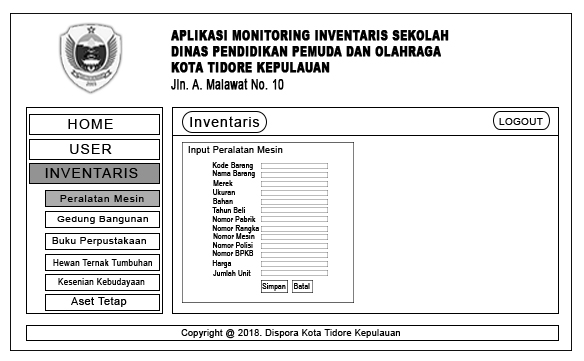 APLIKASI MONITORING INVENTARIS SEKOLAH
DINAS PENDIDIKAN PEMUDA DAN OLAHRAGA
KOTA TIDORE KEPULAUAN
Jln. A. Malawat No. 10
HOME
USER
INVENTARIS
Peralatan Mesin
Gedung Bangunan
Buku Perpustakaan
Hewan Ternak Tumbuhan
Kesenian Kebudayaan
Aset Tetap
Inventaris
LOGOUT
Input Peralatan Mesin
Kode Barang
Nama Barang
Merek
Ukuran
Bahan
Tahun Beli
Nomor Pabrik
Nomor Rangka
Nomor Mesin
Nomor Polisi
Nomor BPKB
Harga
Jumlah Unit
Simpan Batal
Copyright @ 2018. Dispora Kota Tidore Kepulauan